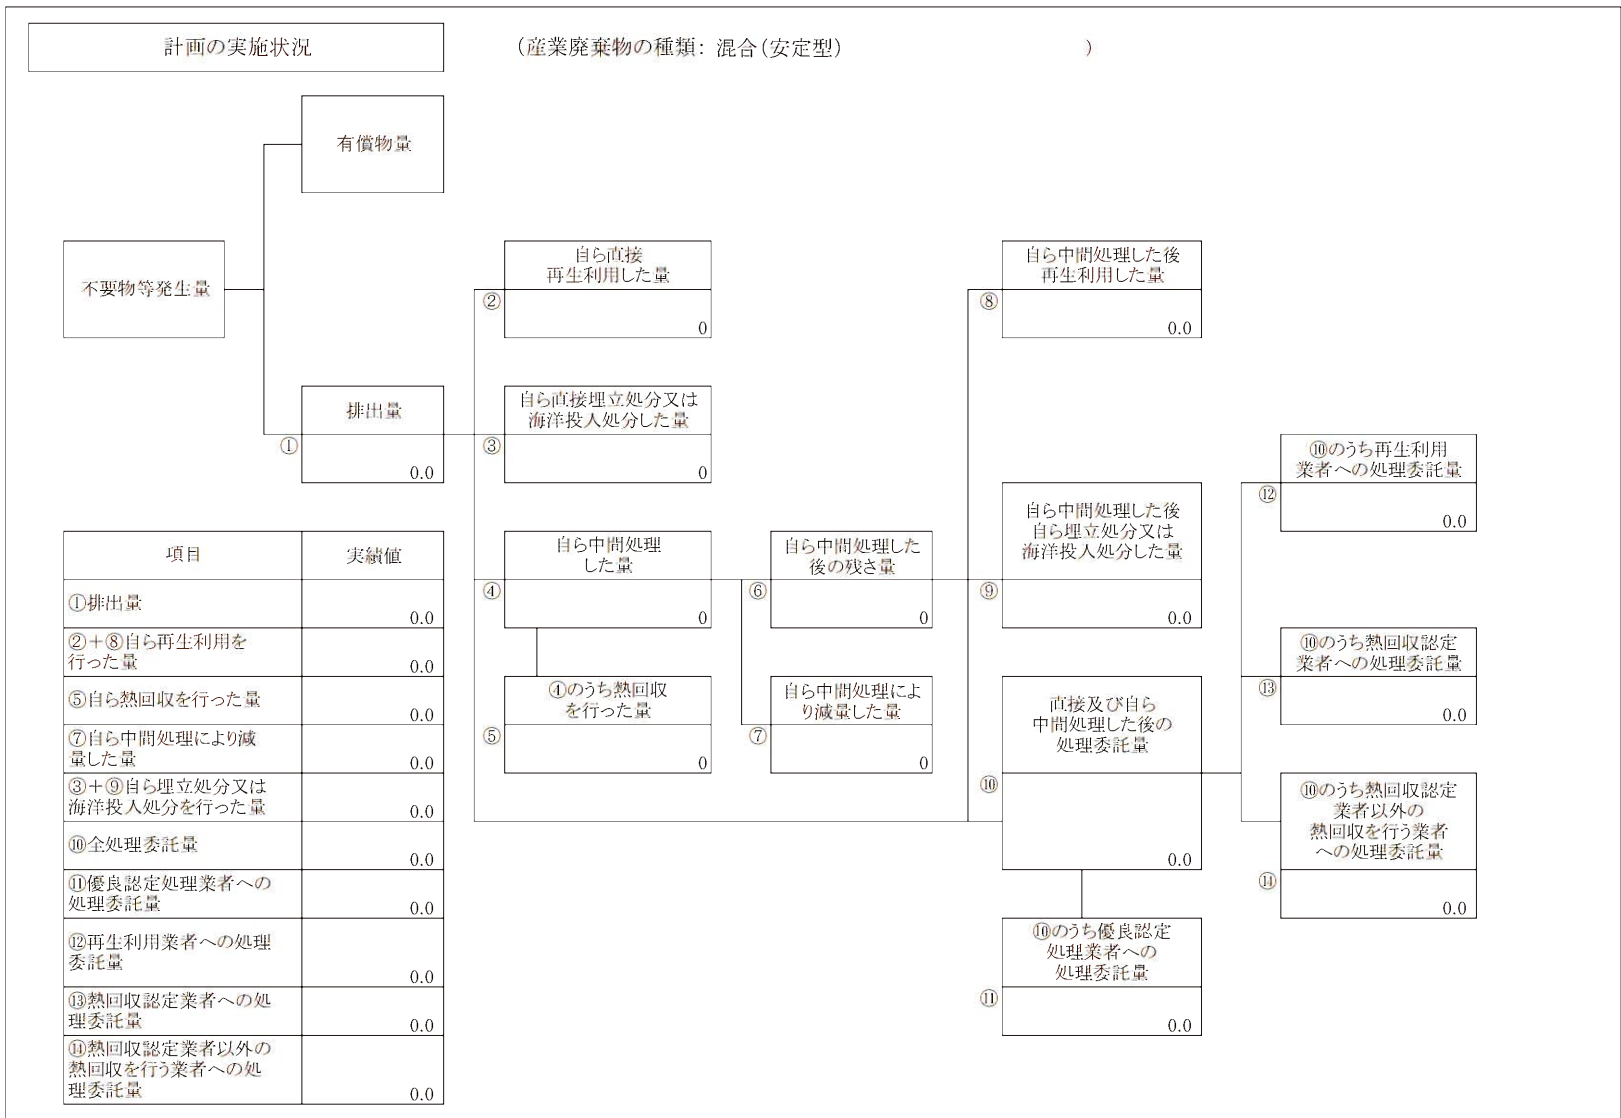 計画の実施状況
(産業廃棄物の種類: 混合(安定型) )
有償物量
不要物等発生量
排出量
①
0.0
自ら直接
再生利用した量
②
0
自ら直接埋立処分又は
海洋投入処分した量
③
0
自ら中間処理
した量
④
0
④のうち熱回収
を行った量
⑤
0
自ら中間処理した
後の残さ量
⑥
0
自ら中間処理によ
り減量した量
⑦
0
自ら中間処理した後
再生利用した量
⑧
0.0
自ら中間処理した後
自ら埋立処分又は
海洋投入処分した量
⑨
0.0
直接及び自ら
中間処理した後の
処理委託量
⑩
0.0
⑩のうち優良認定
処理業者への
処理委託量
⑪
0.0
⑩のうち再生利用
業者への処理委託量
⑫
0.0
⑩のうち熱回収認定
業者への処理委託量
⑬
0.0
⑩のうち熱回収認定
業者以外の
熱回収を行う業者
への処理委託量
⑭
0.0
項目 実績値
①排出量
0.0
②+⑧自ら再生利用を
行った量
0.0
⑤自ら熱回収を行った量
0.0
⑦自ら中間処理により減
量した量
0.0
③+⑨自ら埋立処分又は
海洋投入処分を行った量
0.0
⑩全処理委託量
0.0
⑪優良認定処理業者への
処理委託量
0.0
⑫再生利用業者への処理
委託量
0.0
⑬熱回収認定業者への処
理委託量
0.0
⑭熱回収認定業者以外の
熱回収を行う業者への処
理委託量
0.0